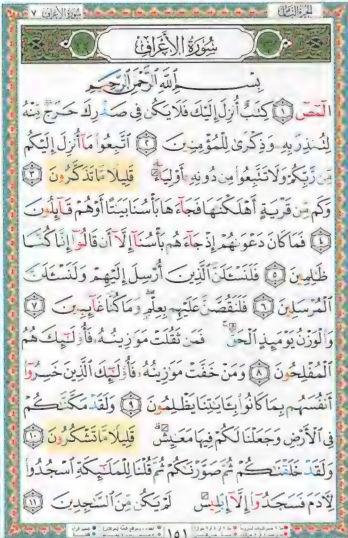 الجزء الثامن سورة الأعراف ٧
سُورَةُ الأَعْرَافِ
بِسْمِ ٱللَّهِ ٱلرَّحْمَٰنِ ٱلرَّحِيمِ
الٓمٓصٓ ١ كِتَٰبٌ أُنزِلَ إِلَيْكَ فَلَا يَكُن فِى صَدْرِكَ حَرَجٌ مِّنْهُ
لِتُنذِرَ بِهِۦ وَذِكْرَىٰ لِلْمُؤْمِنِينَ ٢ ٱتَّبِعُوا۟ مَآ أُنزِلَ إِلَيْكُم
مِّن رَّبِّكُمْ وَلَا تَتَّبِعُوا۟ مِن دُونِهِۦٓ أَوْلِيَآءَ ۗ قَلِيلًا مَّا تَذَكَّرُونَ ٣
وَكَم مِّن قَرْيَةٍ أَهْلَكْنَٰهَا فَجَآءَهَا بَأْسُنَا بَيَٰتًا أَوْ هُمْ قَآئِلُونَ
٤ فَمَا كَانَ دَعْوَىٰهُمْ إِذْ جَآءَهُم بَأْسُنَآ إِلَّآ أَن قَالُوٓا۟ إِنَّا كُنَّا
ظَٰلِمِينَ ٥ فَلَنَسْـَٔلَنَّ ٱلَّذِينَ أُرْسِلَ إِلَيْهِمْ وَلَنَسْـَٔلَنَّ
ٱلْمُرْسَلِينَ ٦ فَلَنَقُصَّنَّ عَلَيْهِم بِعِلْمٍ ۖ وَمَا كُنَّا غَآئِبِينَ ٧
وَٱلْوَزْنُ يَوْمَئِذٍ ٱلْحَقُّ ۚ فَمَن ثَقُلَتْ مَوَٰزِينُهُۥ فَأُو۟لَٰٓئِكَ هُمُ
ٱلْمُفْلِحُونَ ٨ وَمَنْ خَفَّتْ مَوَٰزِينُهُۥ فَأُو۟لَٰٓئِكَ ٱلَّذِينَ خَسِرُوٓا۟
أَنفُسَهُم بِمَا كَانُوا۟ بِـَٔايَٰتِنَا يَظْلِمُونَ ٩ وَلَقَدْ مَكَّنَّٰكُمْ
فِى ٱلْأَرْضِ وَجَعَلْنَا لَكُمْ فِيهَا مَعَٰيِشَ ۗ قَلِيلًا مَّا تَشْكُرُونَ ١٠
وَلَقَدْ خَلَقْنَٰكُمْ ثُمَّ صَوَّرْنَٰكُمْ ثُمَّ قُلْنَا لِلْمَلَٰٓئِكَةِ ٱسْجُدُوا۟
لِـَٔادَمَ فَسَجَدُوٓا۟ إِلَّآ إِبْلِيسَ لَمْ يَكُن مِّنَ ٱلسَّٰجِدِينَ ١١
١٥١